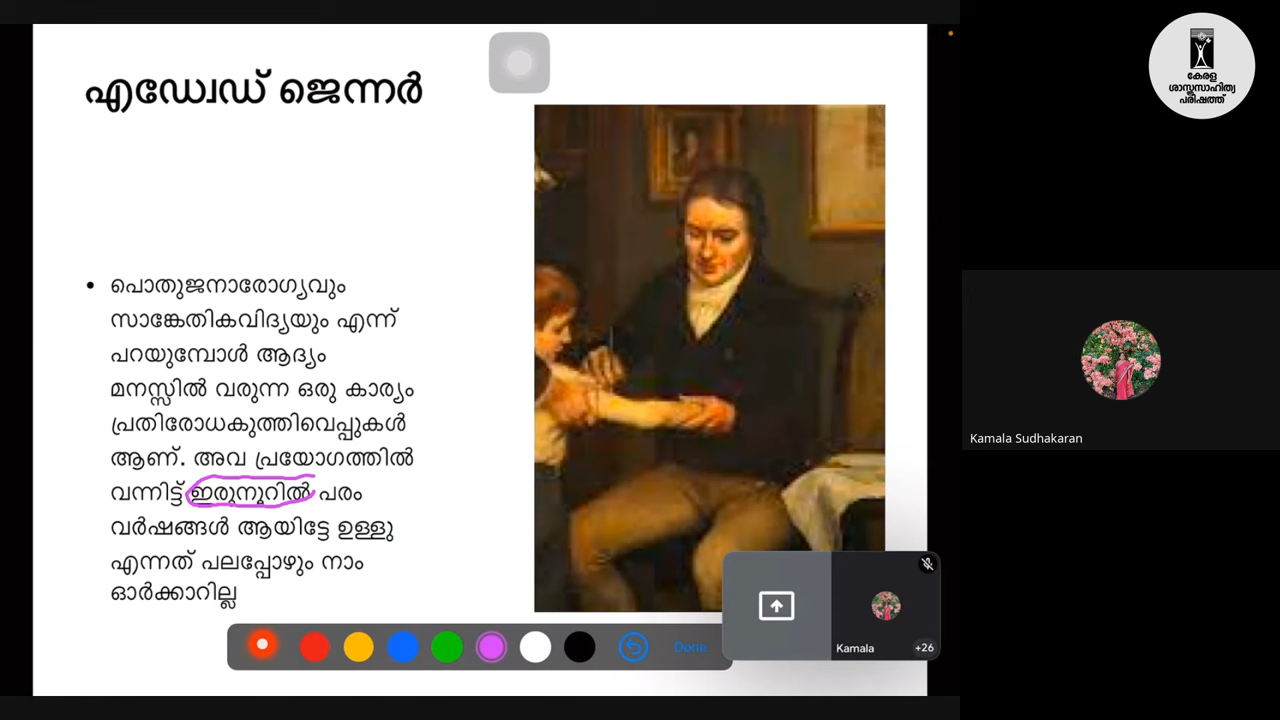 എഡ്വേഡ് ജെന്നർ
• പൊതുജനാരോഗ്യവും
സാങ്കേതികവിദ്യയും എന്ന്
പറയുമ്പോൾ ആദ്യം
മനസ്സിൽ വരുന്ന ഒരു കാര്യം
പ്രതിരോധകുത്തിവെപ്പുകൾ
ആണ്. അവ പ്രയോഗത്തിൽ
വന്നിട്ട് ഇരുനൂറിൽ പരം
വർഷങ്ങൾ ആയിട്ടേ ഉള്ളു
എന്നത് പലപ്പോഴും നാം
ഓർക്കാറില്ല
Done
Kamala
+26
കേരള
ശാസ്ത്രസാഹിത്യ
പരിഷത്ത്
Kamala Sudhakaran